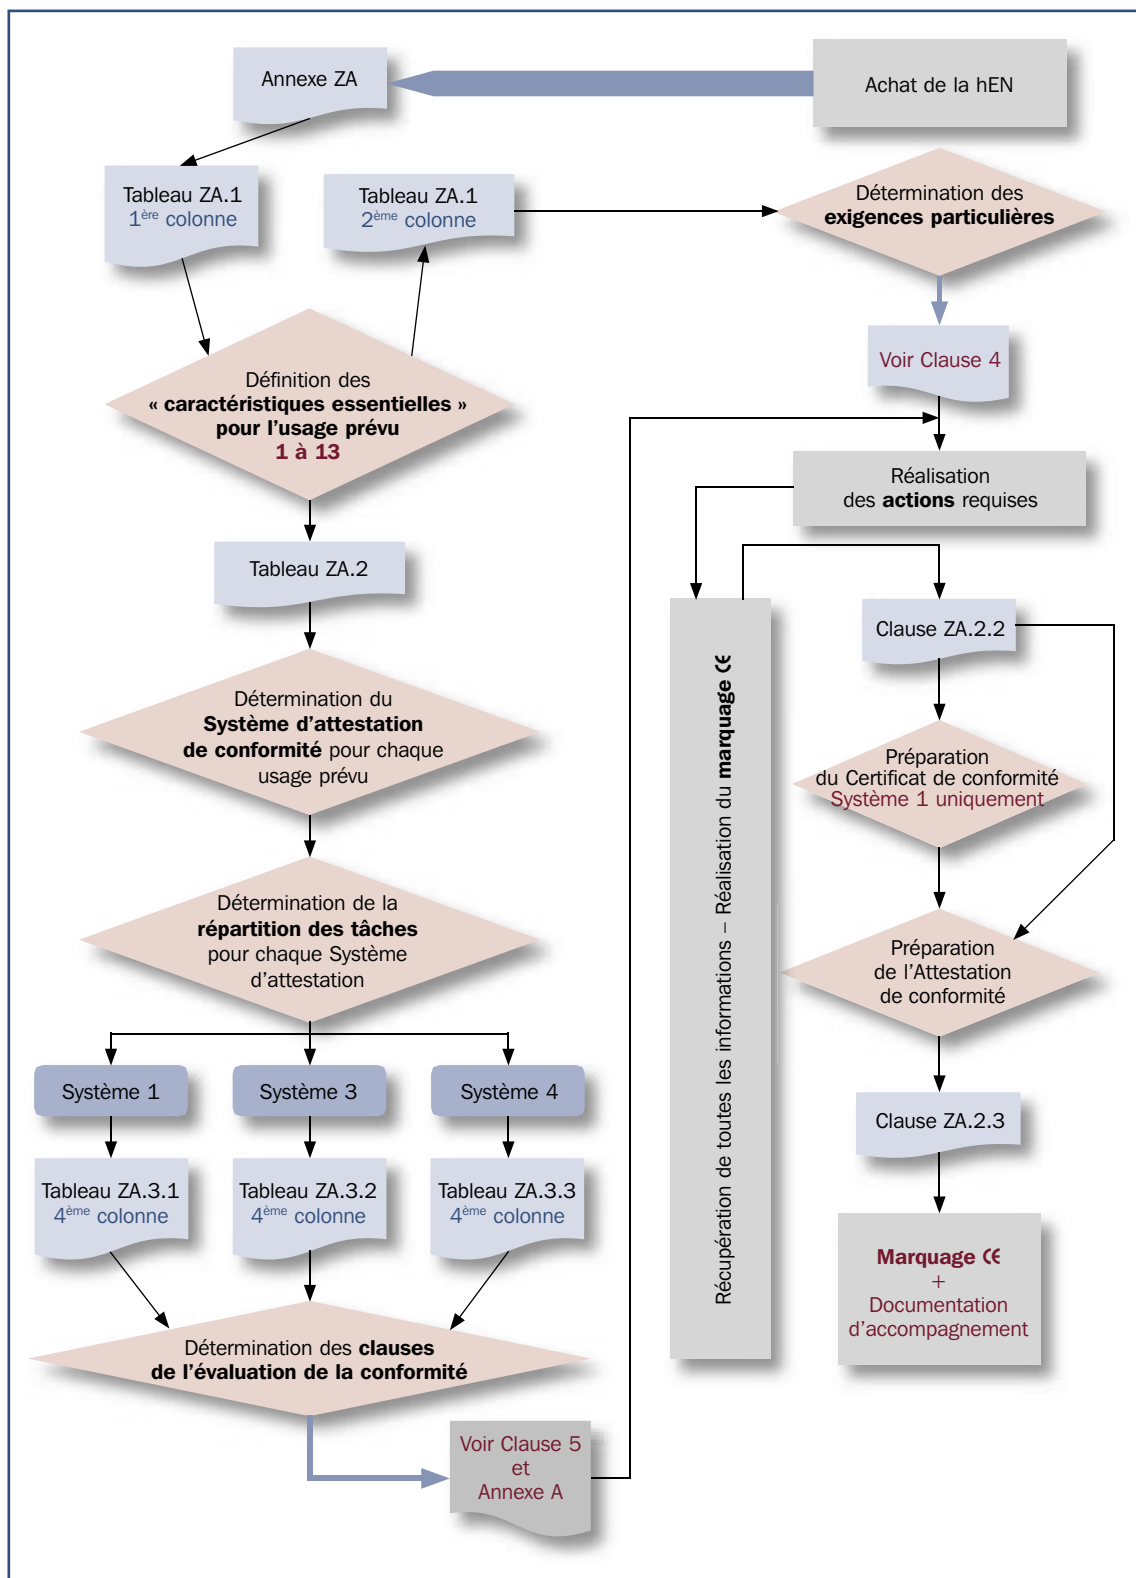 Achat de la hEN
Annexe ZA
Tableau ZA.1
1ère colonne
Tableau ZA.1
2ème colonne
Détermination des
exigences particulières
Voir Clause 4
Définition des
« caractéristiques essentielles »
pour l'usage prévu
1 à 13
Réalisation
des actions requises
Tableau ZA.2
Détermination du
Système d'attestation
de conformité pour chaque
usage prévu
Détermination de la
répartition des tâches
pour chaque Système
d'attestation
Système 1
Système 3
Système 4
Tableau ZA.3.1
4ème colonne
Tableau ZA.3.2
4ème colonne
Tableau ZA.3.3
4ème colonne
Détermination des clauses
de l'évaluation de la conformité
Voir Clause 5
et
Annexe A
Récupération de toutes les informations – Réalisation du marquage CE
Clause ZA.2.2
Préparation
du Certificat de conformité
Système 1 uniquement
Préparation
de l'Attestation
de conformité
Clause ZA.2.3
Marquage CE
+
Documentation
d'accompagnement